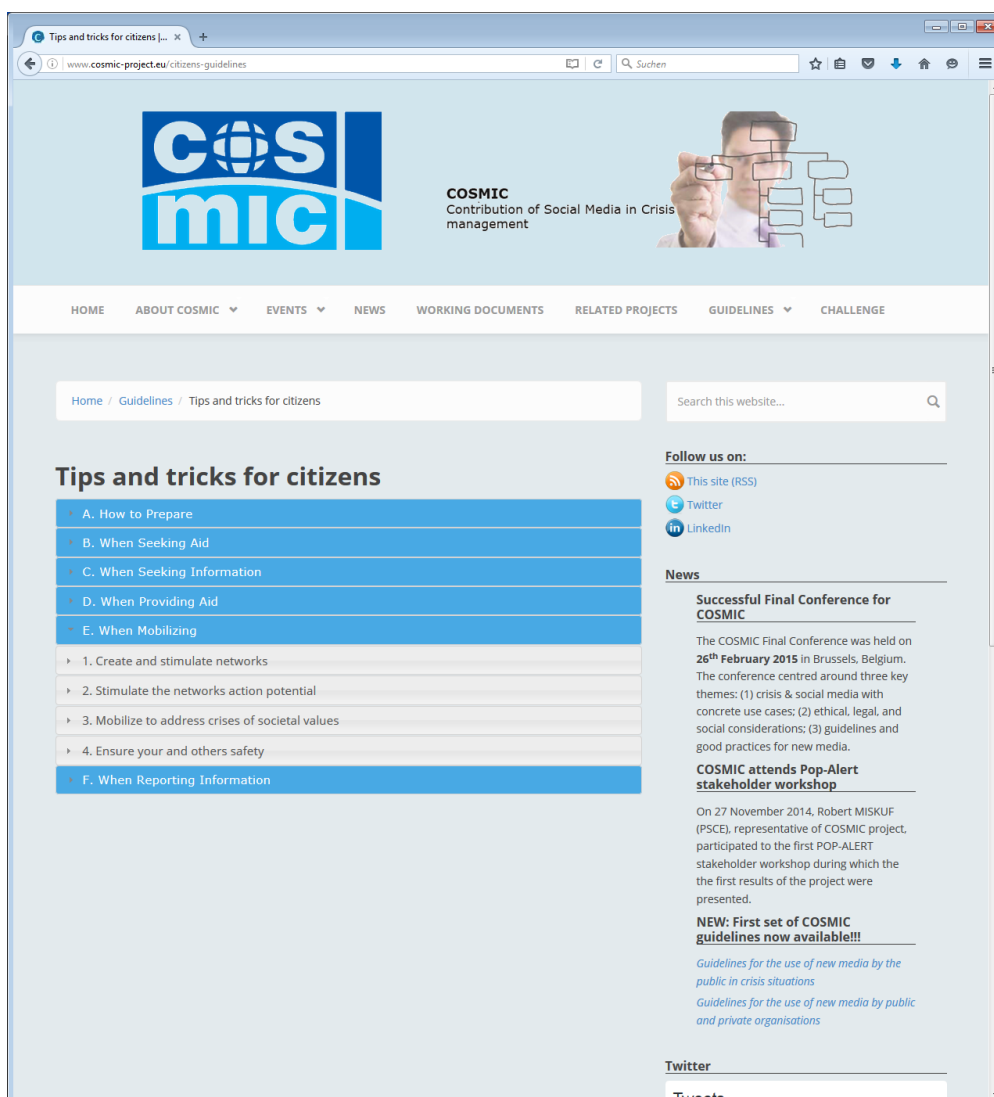 Tips and tricks for citizens |...
www.cosmic-project.eu/citizens-guidelines
Suchen
COSMIC
COSMIC
Contribution of Social Media in Crisis
management
HOME ABOUT COSMIC EVENTS NEWS WORKING DOCUMENTS RELATED PROJECTS GUIDELINES CHALLENGE
Home / Guidelines / Tips and tricks for citizens
Search this website...
Tips and tricks for citizens
A. How to Prepare
B. When Seeking Aid
C. When Seeking Information
D. When Providing Aid
E. When Mobilizing
1. Create and stimulate networks
2. Stimulate the networks action potential
3. Mobilize to address crises of societal values
4. Ensure your and others safety
F. When Reporting Information
Follow us on:
This site (RSS)
Twitter
LinkedIn
News
Successful Final Conference for
COSMIC
The COSMIC Final Conference was held on
26th February 2015 in Brussels, Belgium.
The conference centred around three key
themes: (1) crisis & social media with
concrete use cases; (2) ethical, legal, and
social considerations; (3) guidelines and
good practices for new media.
COSMIC attends Pop-Alert
stakeholder workshop
On 27 November 2014, Robert MISKUF
(PSCE), representative of COSMIC project,
participated to the first POP-ALERT
stakeholder workshop during which the
the first results of the project were
presented.
NEW: First set of COSMIC
guidelines now available!!!
Guidelines for the use of new media by the
public in crisis situations
Guidelines for the use of new media by public
and private organisations
Twitter
Tweets